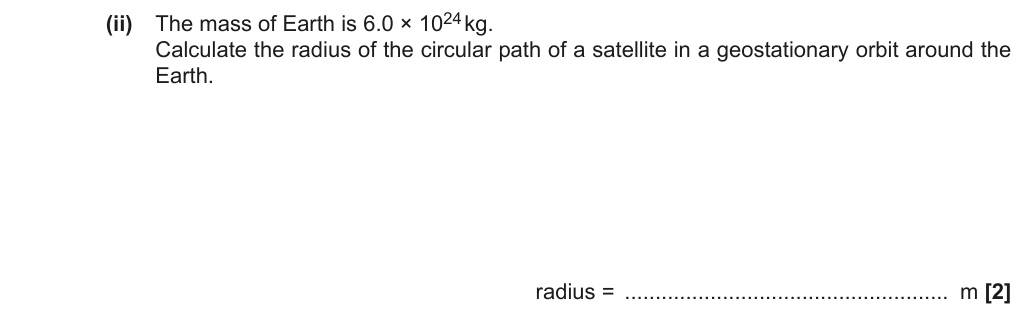 (ii) The mass of Earth is 6.0 × 10²⁴ kg.
Calculate the radius of the circular path of a satellite in a geostationary orbit around the
Earth.
radius = ..................................................... m [2]